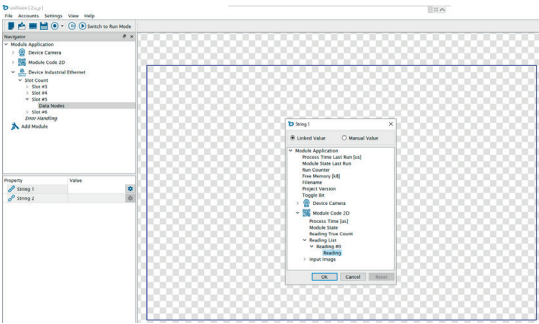 File Accounts Settings View Help
Switch to Run Mode
Navigator
Module Application
Device Camera
Module Code 2D
Device Industrial Ethernet
Slot Count
Slot #3
Slot #4
Slot #5
Data Nodes
Slot #6
Error Handling
Add Module
Property Value
String 1
String 2
String 1
Linked Value Manual Value
Module Application
Process Time Last Run [us]
Module State Last Run
Run Counter
Free Memory [kB]
Filename
Project Version
Toggle Bit
Device Camera
Module Code 2D
Process Time [us]
Module State
Reading True Count
Reading List
Reading #0
Reading
Input Image
OK Cancel Reset